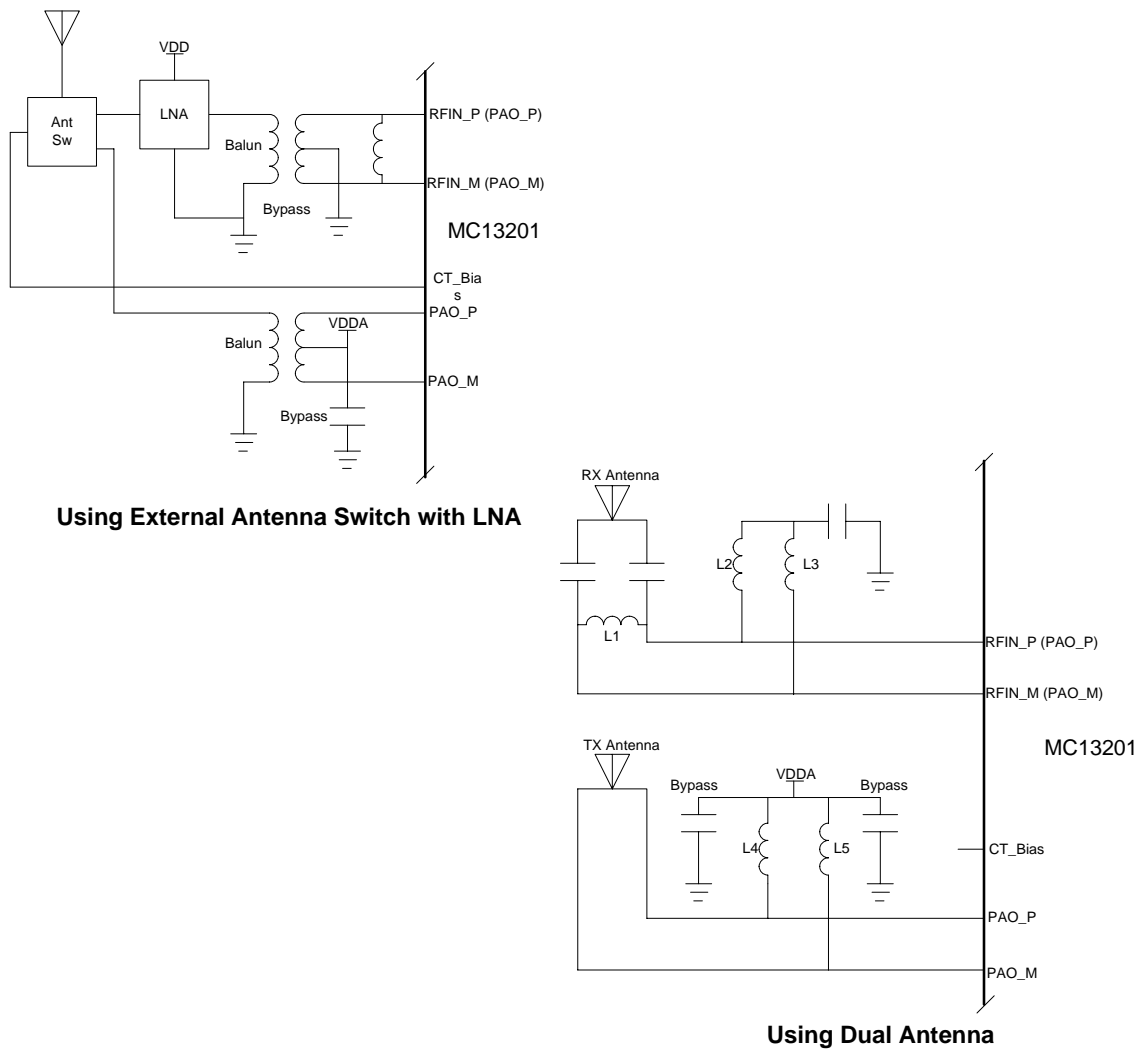 VDD
Ant
Sw
LNA
Balun
RFIN_P (PAO_P)
RFIN_M (PAO_M)
Bypass
MC13201
CT_Bia
s
PAO_P
Balun
VDDA
PAO_M
Bypass
Using External Antenna Switch with LNA
RX Antenna
L2
L3
L1
RFIN_P (PAO_P)
RFIN_M (PAO_M)
MC13201
TX Antenna
Bypass
VDDA
Bypass
L4
L5
CT_Bias
PAO_P
PAO_M
Using Dual Antenna